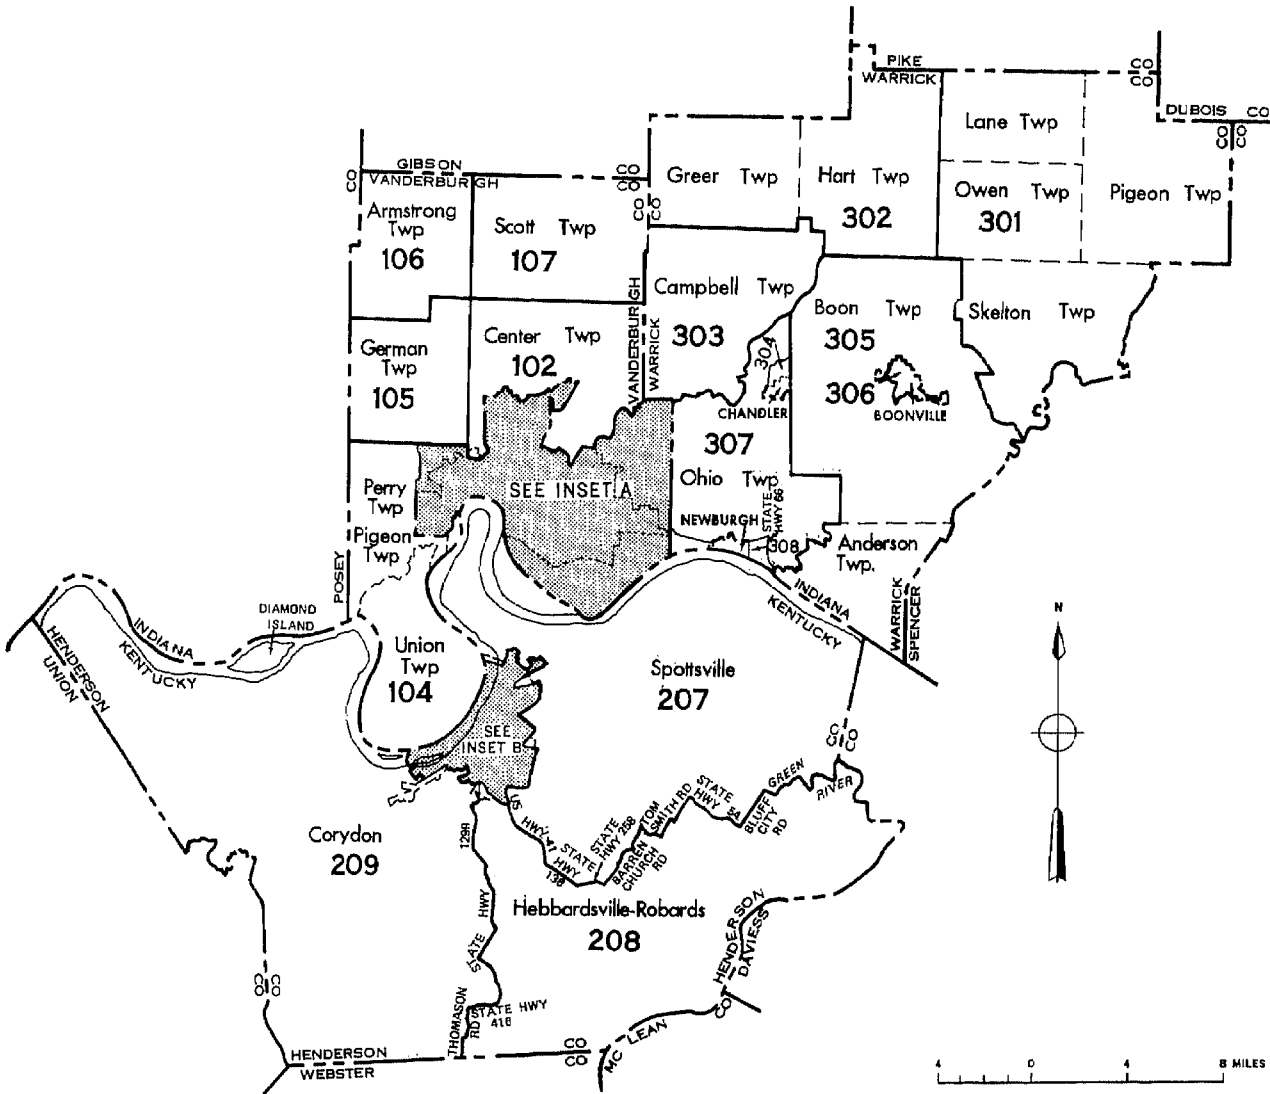 PIKE
WARRICK
CO
CO
DUBOIS CO
CO
CO
Lane Twp
GIBSON
VANDERBURGH
CO
CO
CO
Greer Twp
Hart Twp
302
Owen Twp
301
Pigeon Twp
CO
CO
Armstrong
Twp
106
Scott Twp
107
Campbell Twp
303
VANDERBURGH
WARRICK
Boon Twp
305
Skelton Twp
German
Twp
105
Center Twp
102
304
306
BOONVILLE
CHANDLER
307
Ohio Twp
SEE INSET A
Perry
Twp
Pigeon
Twp
NEWBURGH
STATE
HWY 66
308
Anderson
Twp.
POSEY
INDIANA
KENTUCKY
WARRICK
SPENCER
DIAMOND
ISLAND
INDIANA
KENTUCKY
HENDERSON
UNION
Union
Twp
104
Spottsville
207
SEE
INSET B
N
CO
CO
GREEN
RIVER
STATE
HWY
54
BLUFF
CITY
RD
TOM
SMITH RD
STATE
HWY 268
BARREN
CHURCH
RD
US
HWY 41
STATE
HWY
136
Corydon
209
1299
HWY
STATE
Hebbardsville-Robards
208
HENDERSON
DAVIESS
CO
CO
CO
THOMASON
RD
STATE HWY
416
HENDERSON
WEBSTER
CO
CO
MC LEAN
4 0 4 8 MILES